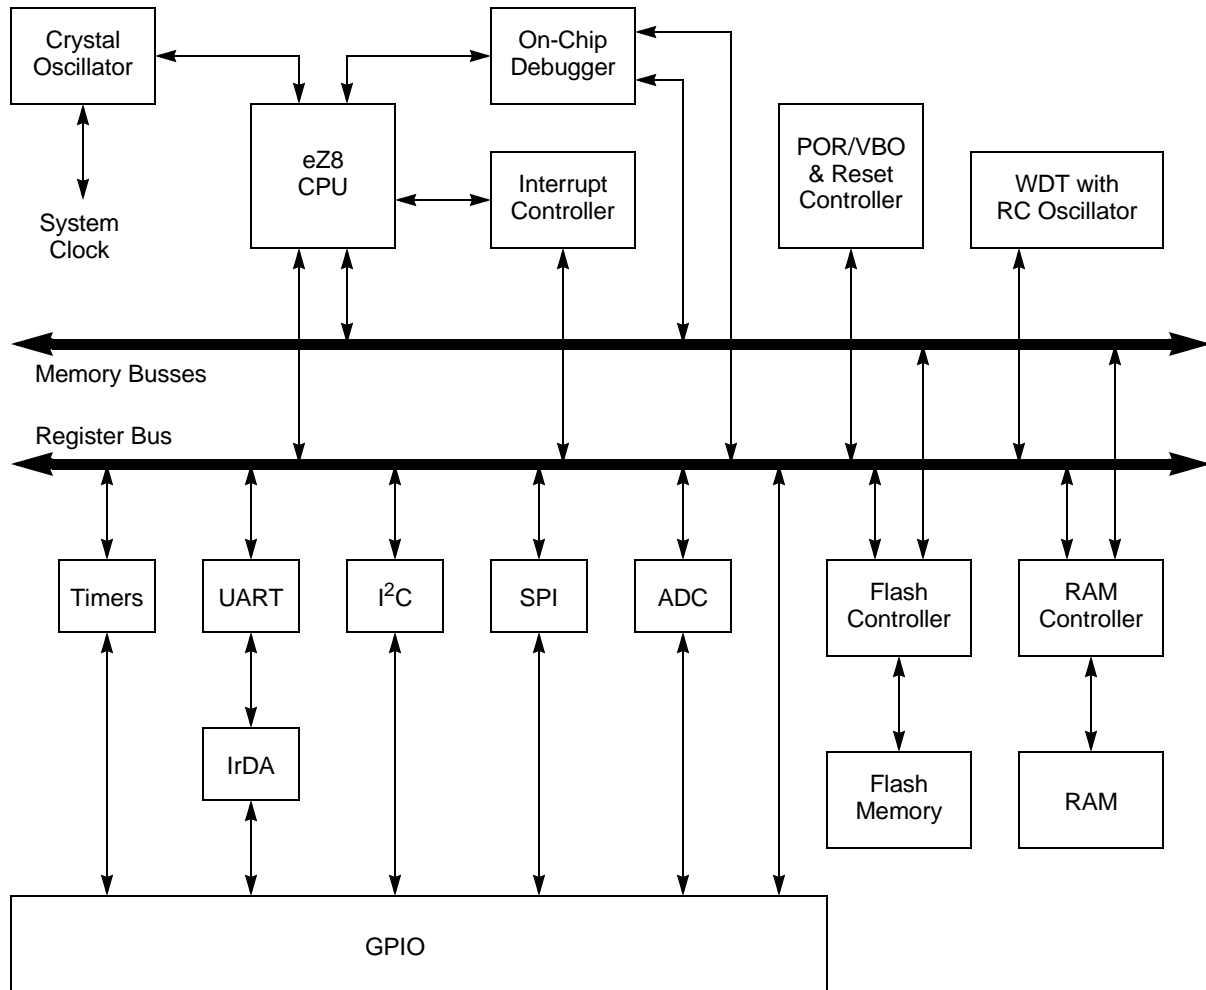 Crystal
Oscillator
On-Chip
Debugger
eZ8
CPU
Interrupt
Controller
POR/VBO
& Reset
Controller
WDT with
RC Oscillator
System
Clock
Memory Busses
Register Bus
Timers
UART
I²C
SPI
ADC
Flash
Controller
RAM
Controller
IrDA
Flash
Memory
RAM
GPIO